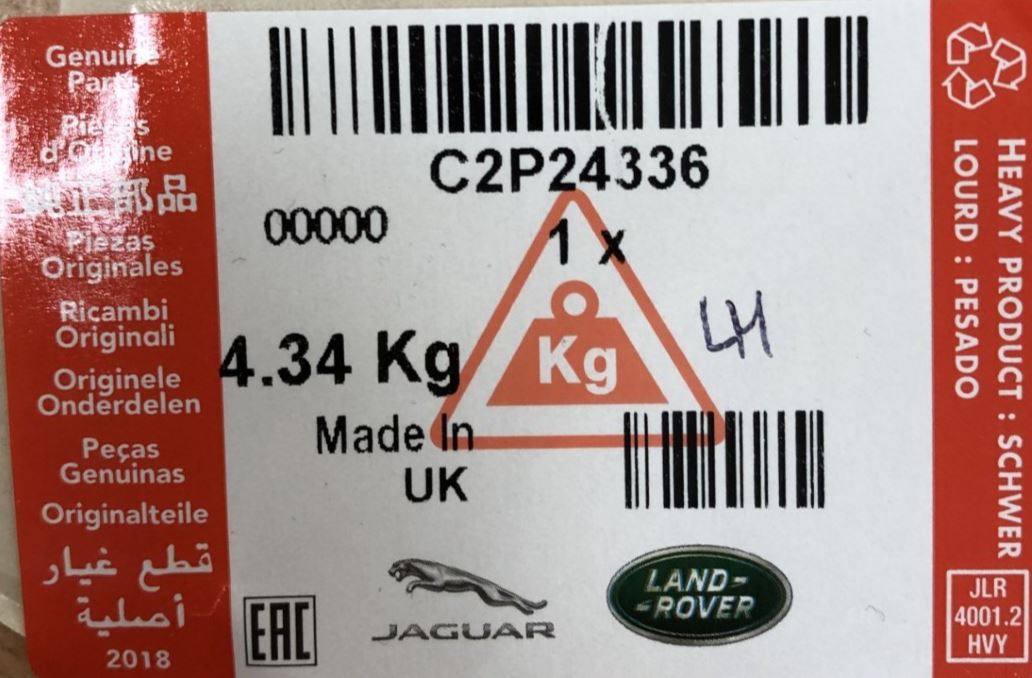 Genuine
Parts
Pièces
d'Origine
純正部品
Piezas
Originales
Ricambi
Originali
Originele
Onderdelen
Peças
Genuinas
Originalteile
قطع غيار
أصلية
2018
C2P24336
00000
1 x
LH
4.34 Kg
Kg
Made In
UK
EAC
JAGUAR
LAND-
-ROVER
HEAVY PRODUCT : SCHWER
LOURD : PESADO
JLR
4001.2
HVY